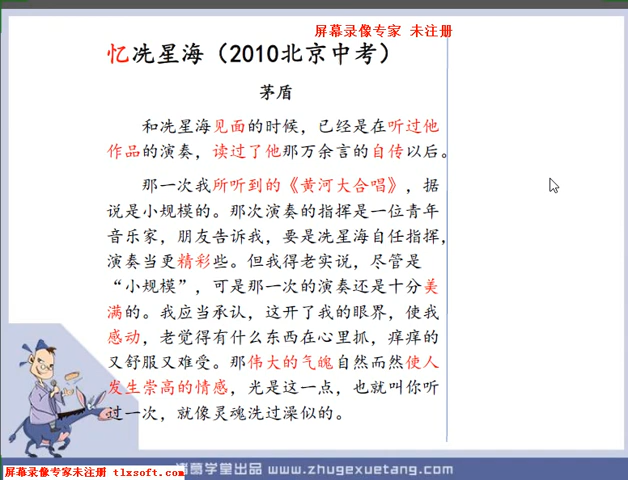 屏幕录像专家 未注册
忆冼星海（2010北京中考）
茅盾
和冼星海见面的时候，已经是在听过他
作品的演奏，读过了他那万余言的自传以后。
那一次我所听到的《黄河大合唱》，据
说是小规模的。那次演奏的指挥是一位青年
音乐家，朋友告诉我，要是冼星海自任指挥，
演奏当更精彩些。但我得老实说，尽管是
“小规模”，可是那一次的演奏还是十分美
满的。我应当承认，这开了我的眼界，使我
感动，老觉得有什么东西在心里抓，痒痒的
又舒服又难受。那伟大的气魄自然而然使人
发生崇高的情感，光是这一点，也就叫你听
过一次，就像灵魂洗过澡似的。
屏幕录像专家未注册 tlxsoft.com
诸葛学堂出品 www.zhugexuetang.com